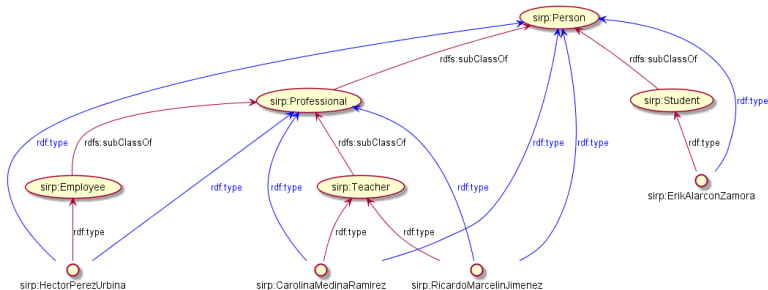 sirp:Person
rdfs:subClassOf
rdfs:subClassOf
sirp:Professional
sirp:Student
rdf:type
rdf:type
rdfs:subClassOf
rdfs:subClassOf
rdf:type
rdf:type
rdf:type
sirp:Employee
rdf:type
rdf:type
sirp:Teacher
rdf:type
sirp:ErikAlarconZamora
rdf:type
rdf:type
rdf:type
sirp:HectorPerezUrbina
sirp:CarolinaMedinaRamirez
sirp:RicardoMarcelinJimenez